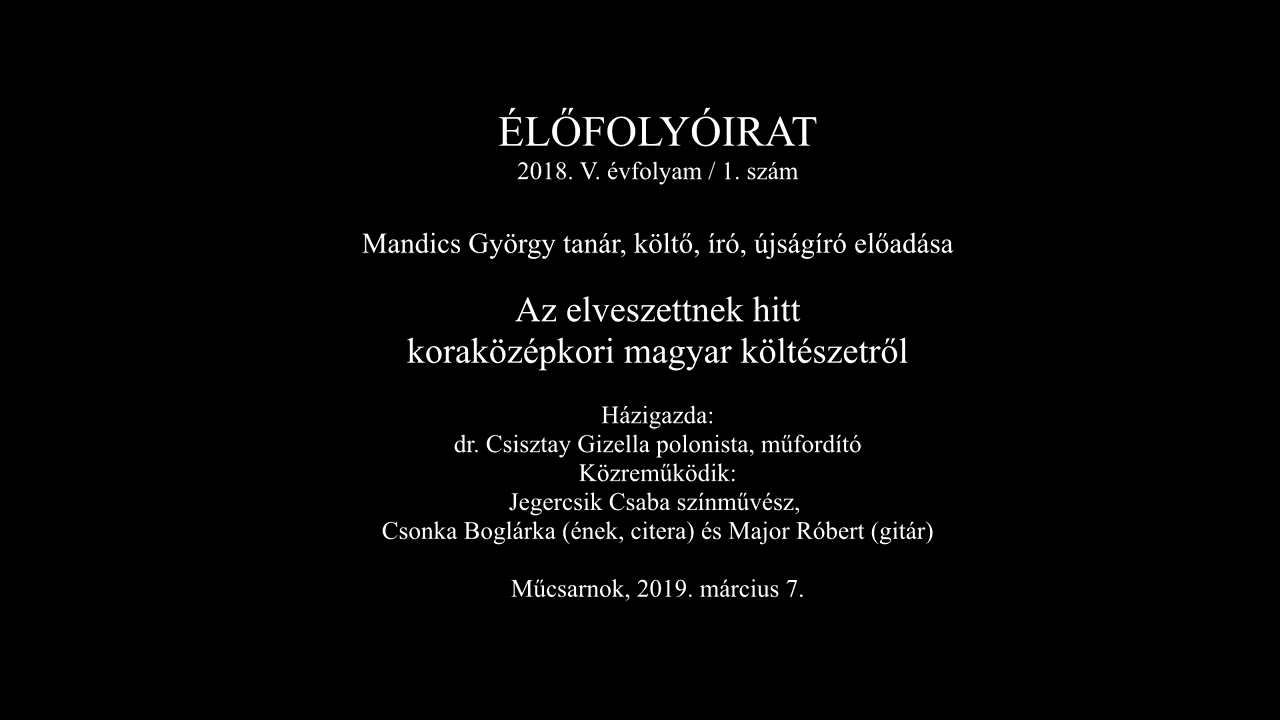 ÉLŐFOLYÓIRAT
2018. V. évfolyam / 1. szám
Mandics György tanár, költő, író, újságíró előadása
Az elveszettnek hitt
koraközépkori magyar költészetről
Házigazda:
dr. Csisztay Gizella polonista, műfordító
Közreműködik:
Jegercsik Csaba színművész,
Csonka Boglárka (ének, citera) és Major Róbert (gitár)
Műcsarnok, 2019. március 7.